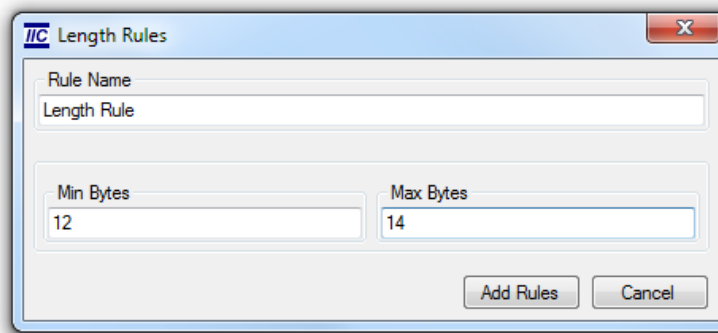 IIC Length Rules
Rule Name
Length Rule
Min Bytes Max Bytes
12 14
Add Rules Cancel